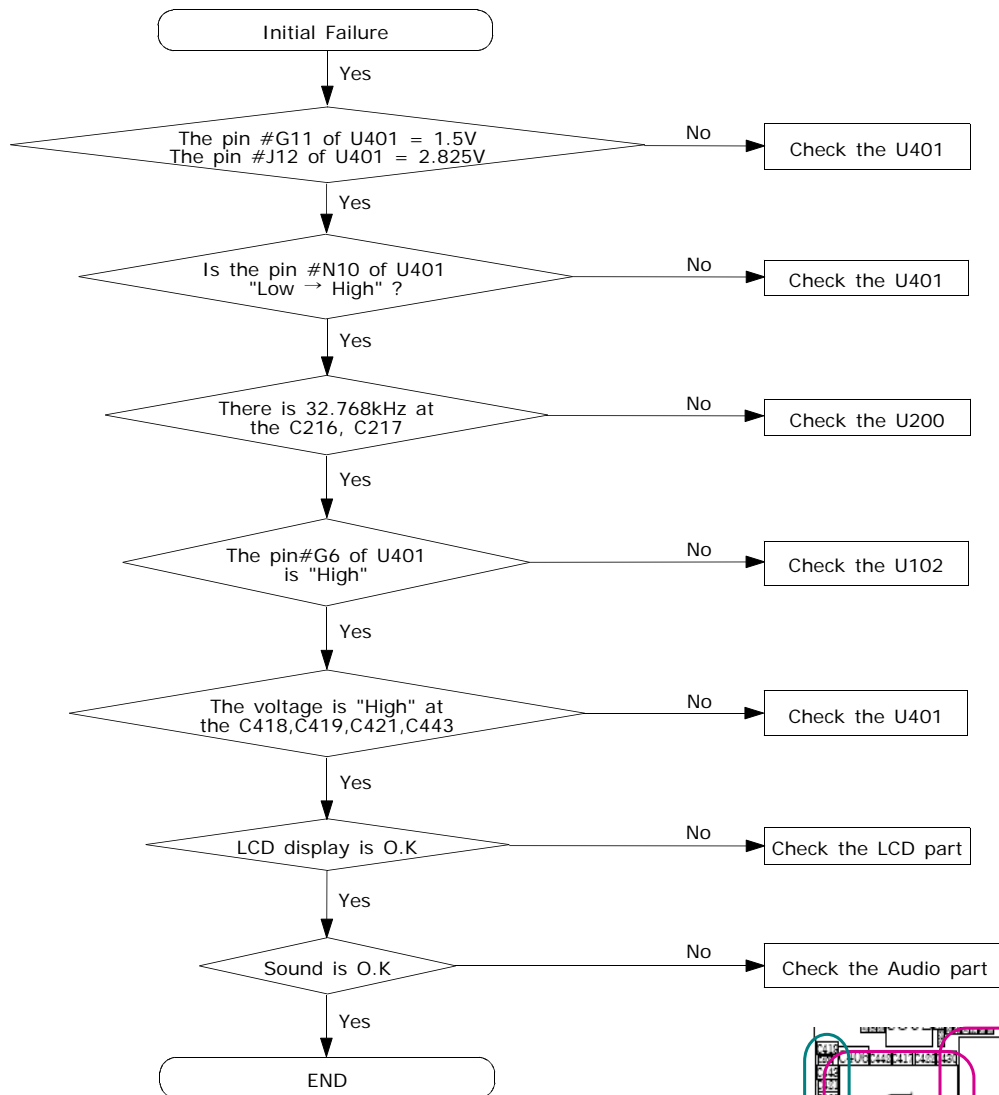 Initial Failure
Yes
The pin #G11 of U401 = 1.5V
The pin #J12 of U401 = 2.825V
No
Check the U401
Yes
Is the pin #N10 of U401
"Low → High" ?
No
Check the U401
Yes
There is 32.768kHz at
the C216, C217
No
Check the U200
Yes
The pin#G6 of U401
is "High"
No
Check the U102
Yes
The voltage is "High" at
the C418,C419,C421,C443
No
Check the U401
Yes
LCD display is O.K
No
Check the LCD part
Yes
Sound is O.K
No
Check the Audio part
Yes
END